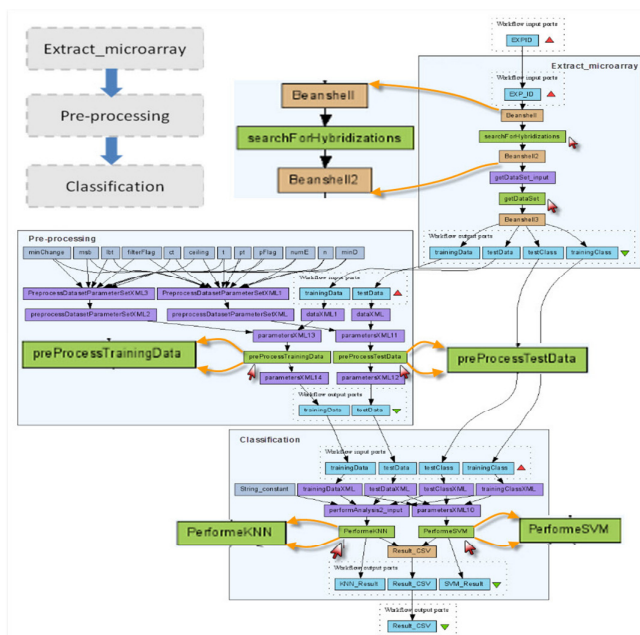 Extract_microarray
Pre-processing
Classification
Workflow input ports
EXPID
Extract_microarray
Workflow input ports
EXP_ID
Beanshell
searchForHybridizations
Beanshell2
getDataSet_input
getDataSet
Beanshell3
Workflow output ports
trainingData
testData
testClass
trainingClass
Beanshell
searchForHybridizations
Beanshell2
Pre-processing
minChange
msb
lbt
filterFlag
ct
ceiling
t
pt
pFlag
numE
n
minD
Workflow input ports
PreprocessDatasetParameterSetXML3
PreprocessDatasetParameterSetXML1
trainingData
testData
preprocessDatasetParameterSetXML2
preprocessDatasetParameterSetXML
dataXML1
dataXML
parametersXML13
parametersXML11
preProcessTrainingData
preProcessTrainingData
preProcessTestData
preProcessTestData
parametersXML14
parametersXML12
Workflow output ports
trainingData
testData
Classification
Workflow input ports
trainingData
testData
testClass
trainingClass
String_constant
trainingDataXML
testDataXML
testClassXML
trainingClassXML
performAnalysis2_input
parametersXML10
PerformeKNN
PerformeKNN
PerformeSVM
PerformeSVM
Result_CSV
Workflow output ports
KNN_Result
Result_CSV
SVM_Result
Workflow output ports
Result_CSV